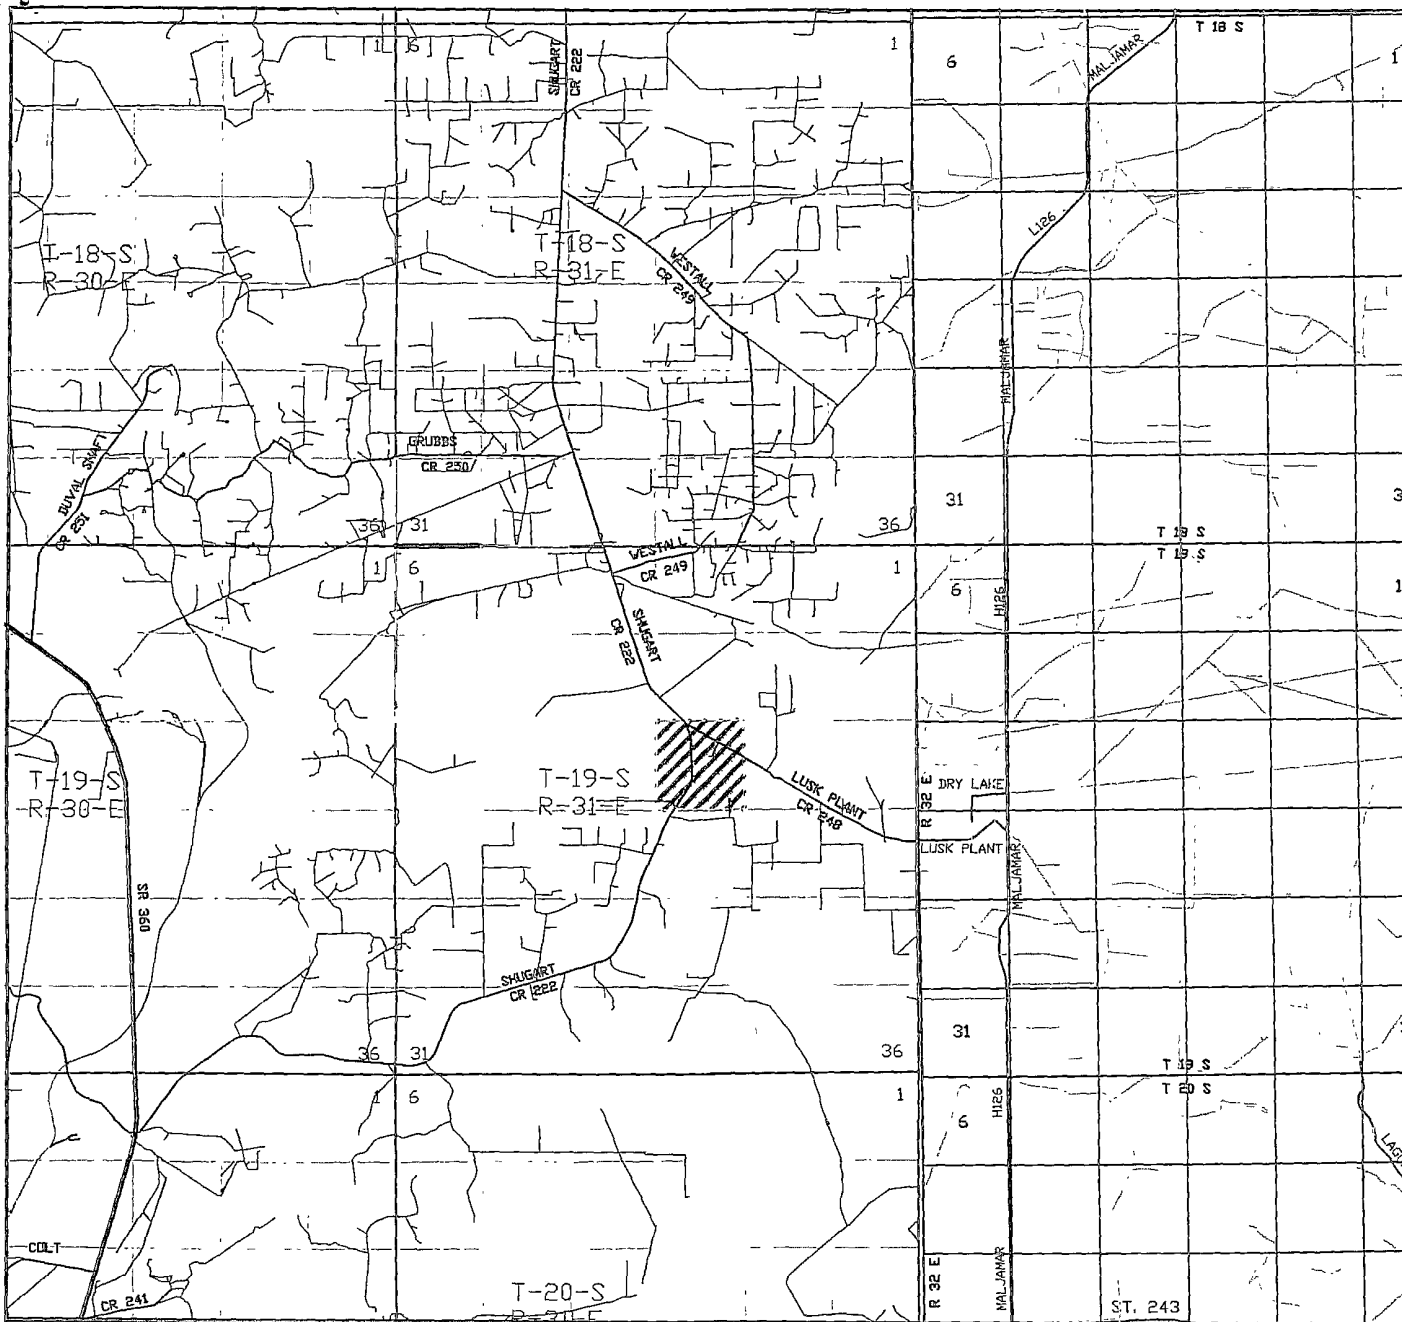 T 18 S
1 6
1
6
1
SHUGART
CR 222
MALJAMAR
L126
T-18-S
R-30-E
T-18-S
R-31-E
WESTALL
CR 249
MALJAMAR
GRUBBS
CR 250
DUVAL SHAFT
CR 251
36 31
36
31
3
T 18 S
T 19 S
WESTALL
CR 249
1 6
1
6
1
H126
SHUGART
CR 222
T-19-S
R-30-E
T-19-S
R-31-E
LUSK PLANT
CR 248
R 32 E
DRY LAKE
LUSK PLANT
MALJAMAR
SR 360
SHUGART
CR 222
36 31
36
31
T 19 S
T 20 S
1 6
1
6
H126
LAGU
COLT
CR 241
T-20-S
R-31-E
R 32 E
MALJAMAR
ST. 243